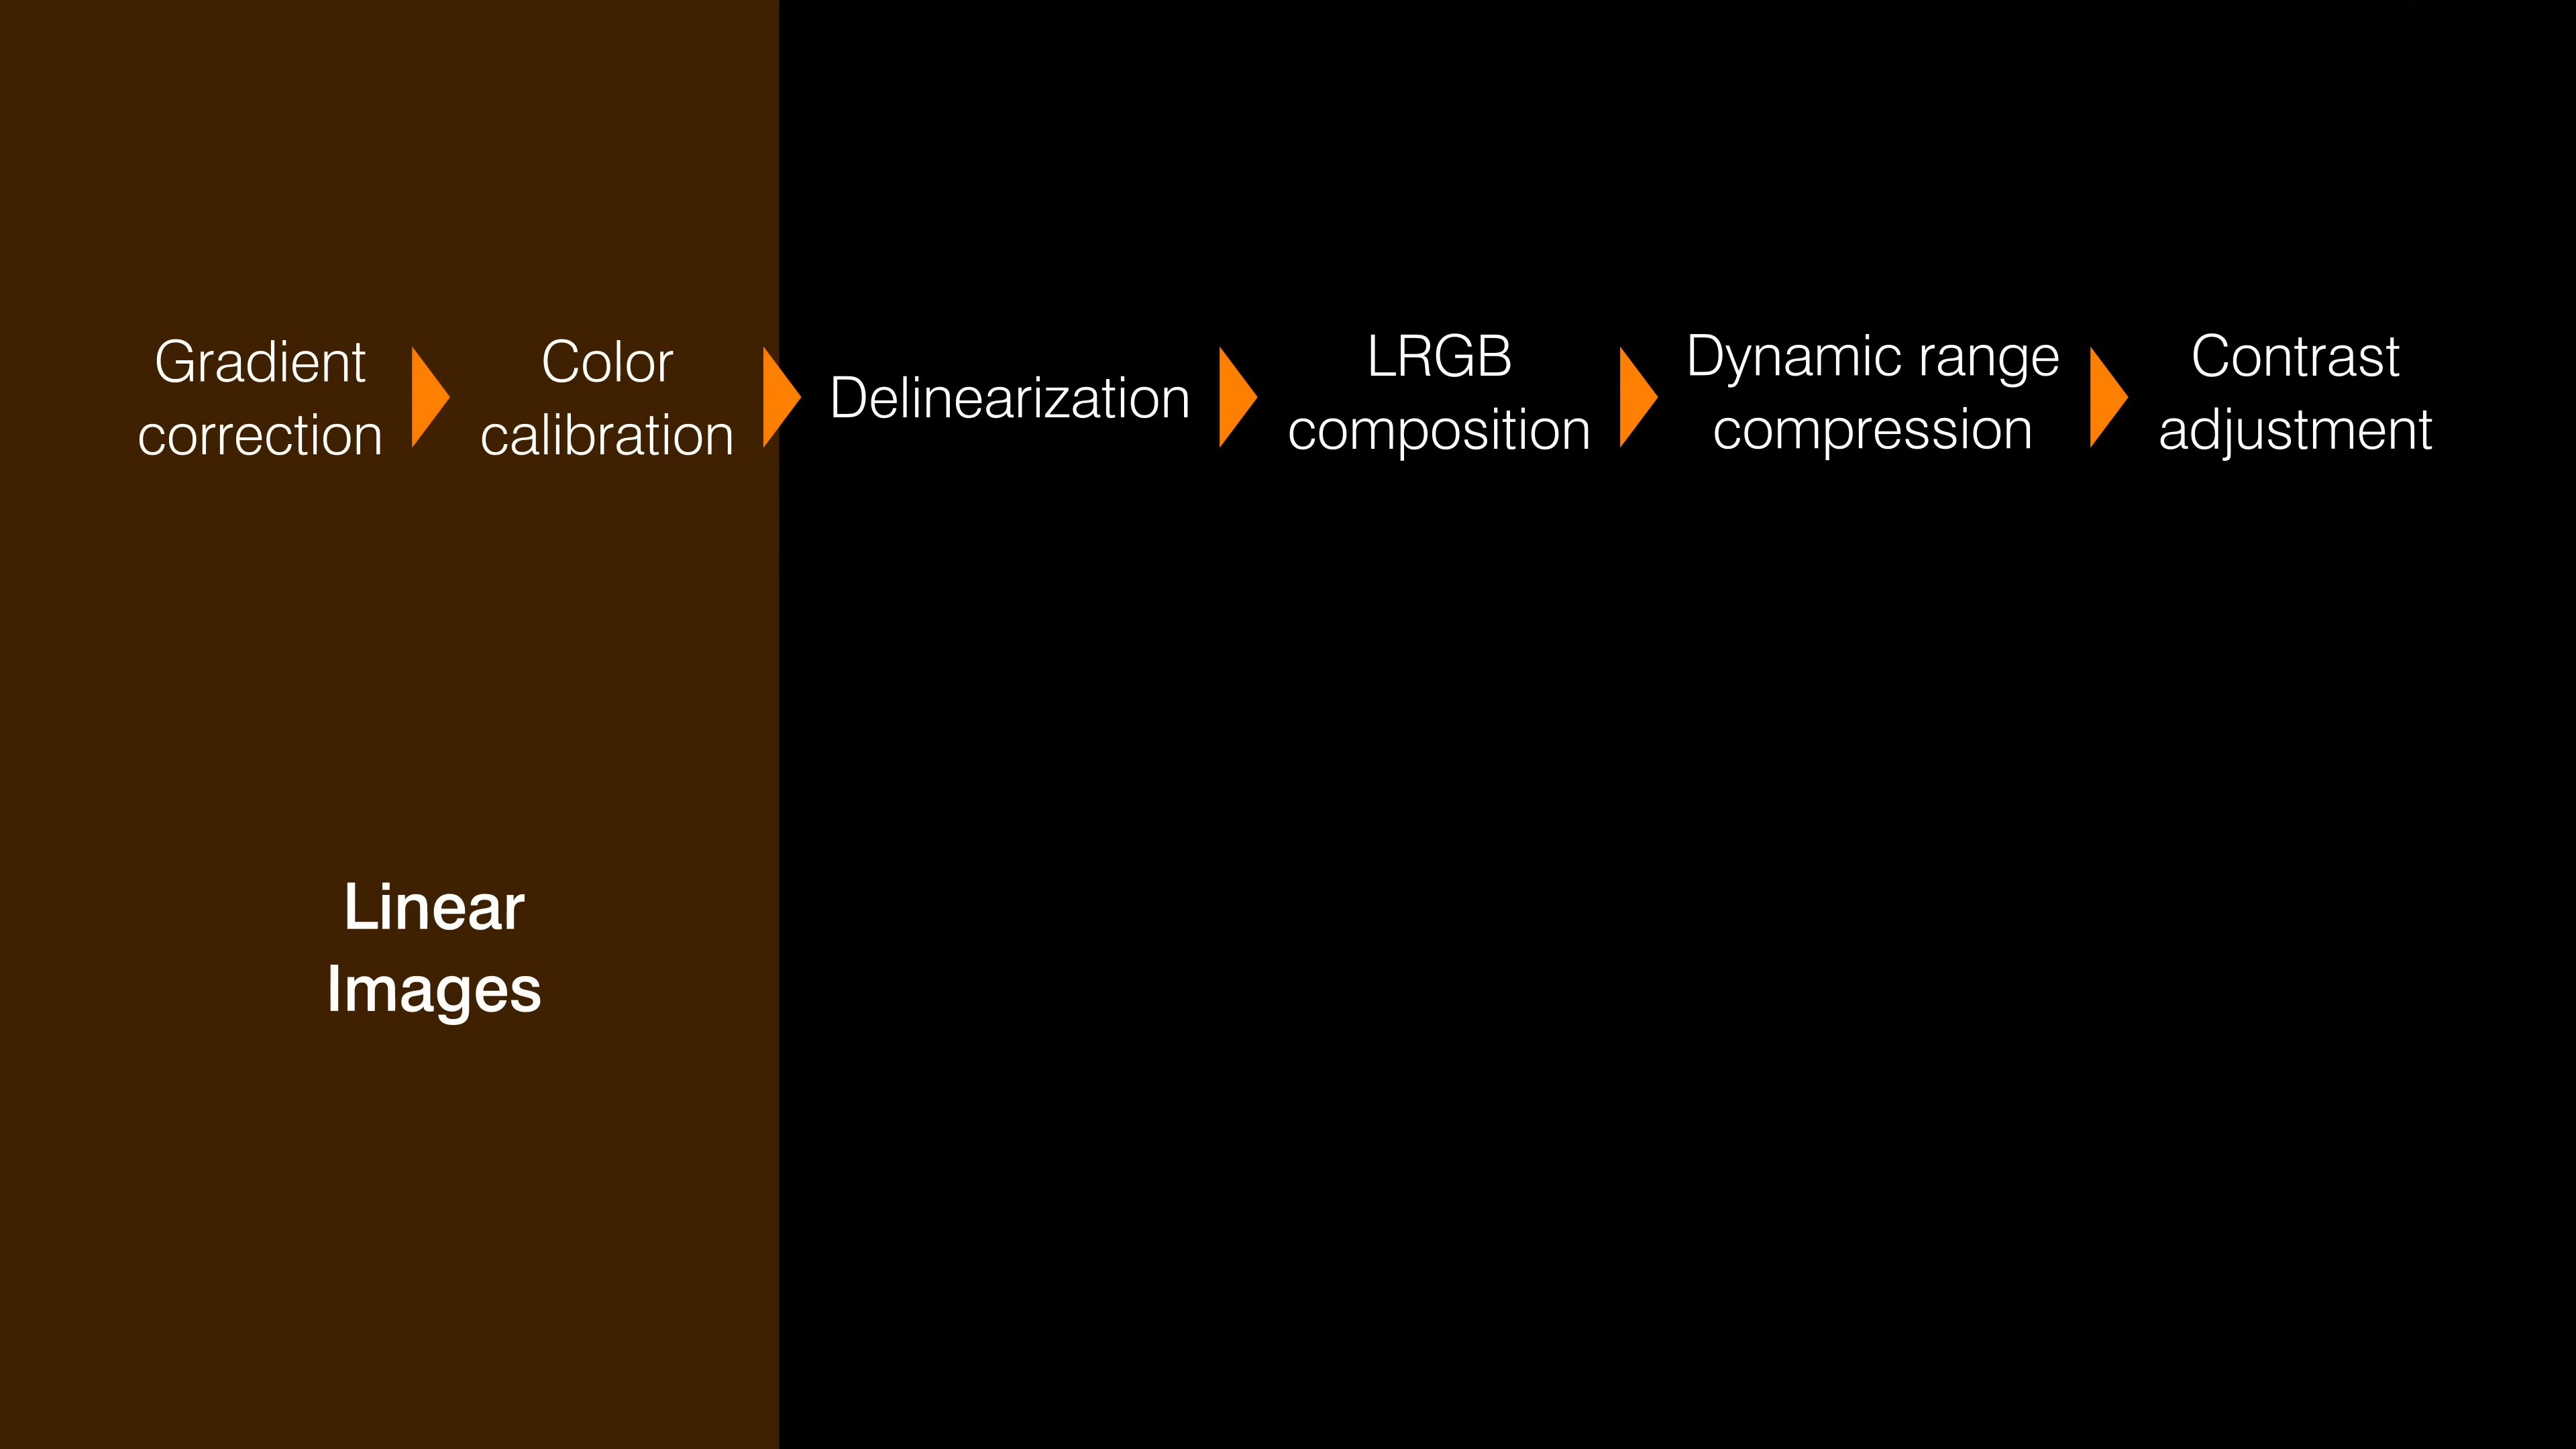 Gradient
correction
Color
calibration
Delinearization
LRGB
composition
Dynamic range
compression
Contrast
adjustment
Linear
Images